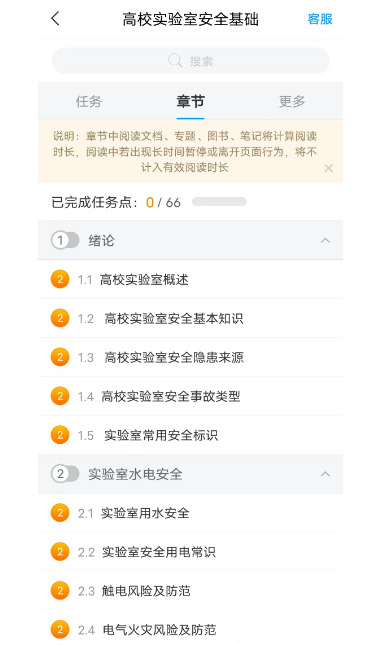 高校实验室安全基础 客服
搜索
任务 章节 更多
说明：章节中阅读文档、专题、图书、笔记将计算阅读
时长，阅读中若出现长时间暂停或离开页面行为，将不
计入有效阅读时长
已完成任务点：0 / 66
1 绪论
2 1.1 高校实验室概述
2 1.2 高校实验室安全基本知识
2 1.3 高校实验室安全隐患来源
2 1.4 高校实验室安全事故类型
2 1.5 实验室常用安全标识
2 实验室水电安全
2 2.1 实验室用水安全
2 2.2 实验室安全用电常识
2 2.3 触电风险及防范
2 2.4 电气火灾风险及防范